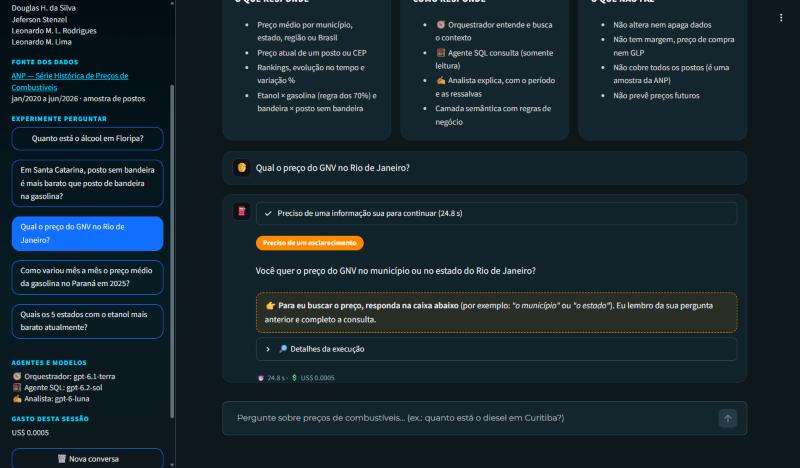 Douglas H. da Silva
Jeferson Stenzel
Leonardo M. L. Rodrigues
Leonardo M. Lima
FONTE DOS DADOS
ANP — Série Histórica de Preços de
Combustíveis
jan/2020 a jun/2026 · amostra de postos
EXPERIMENTE PERGUNTAR
Quanto está o álcool em Floripa?
Em Santa Catarina, posto sem bandeira
é mais barato que posto de bandeira
na gasolina?
Qual o preço do GNV no Rio de
Janeiro?
Como variou mês a mês o preço médio
da gasolina no Paraná em 2025?
Quais os 5 estados com o etanol mais
barato atualmente?
AGENTES E MODELOS
Orquestrador: gpt-6.1-terra
Agente SQL: gpt-6.2-sol
Analista: gpt-6-luna
GASTO DESTA SESSÃO
US$ 0.0005
Nova conversa
O QUE RESPONDE
Preço médio por município,
estado, região ou Brasil
Preço atual de um posto ou CEP
Rankings, evolução no tempo e
variação %
Etanol × gasolina (regra dos 70%) e
bandeira × posto sem bandeira
COMO RESPONDE
Orquestrador entende e busca
o contexto
Agente SQL consulta (somente
leitura)
Analista explica, com o período
e as ressalvas
Camada semântica com regras de
negócio
O QUE NÃO FAZ
Não altera nem apaga dados
Não tem margem, preço de compra
nem GLP
Não cobre todos os postos (é uma
amostra da ANP)
Não prevê preços futuros
Qual o preço do GNV no Rio de Janeiro?
Preciso de uma informação sua para continuar (24.8 s)
Preciso de um esclarecimento
Você quer o preço do GNV no município ou no estado do Rio de Janeiro?
Para eu buscar o preço, responda na caixa abaixo (por exemplo: "o município" ou "o estado"). Eu lembro da sua pergunta
anterior e completo a consulta.
Detalhes da execução
24.8 s · US$ 0.0005
Pergunte sobre preços de combustíveis... (ex.: quanto está o diesel em Curitiba?)